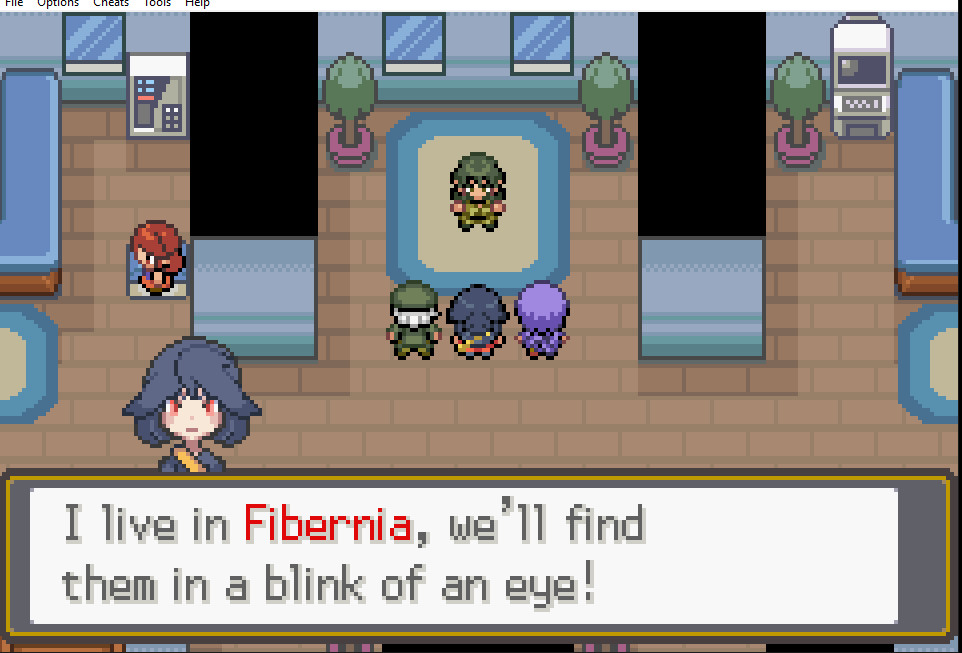 File Options Cheats Tools Help
I live in Fibernia, we'll find
them in a blink of an eye!